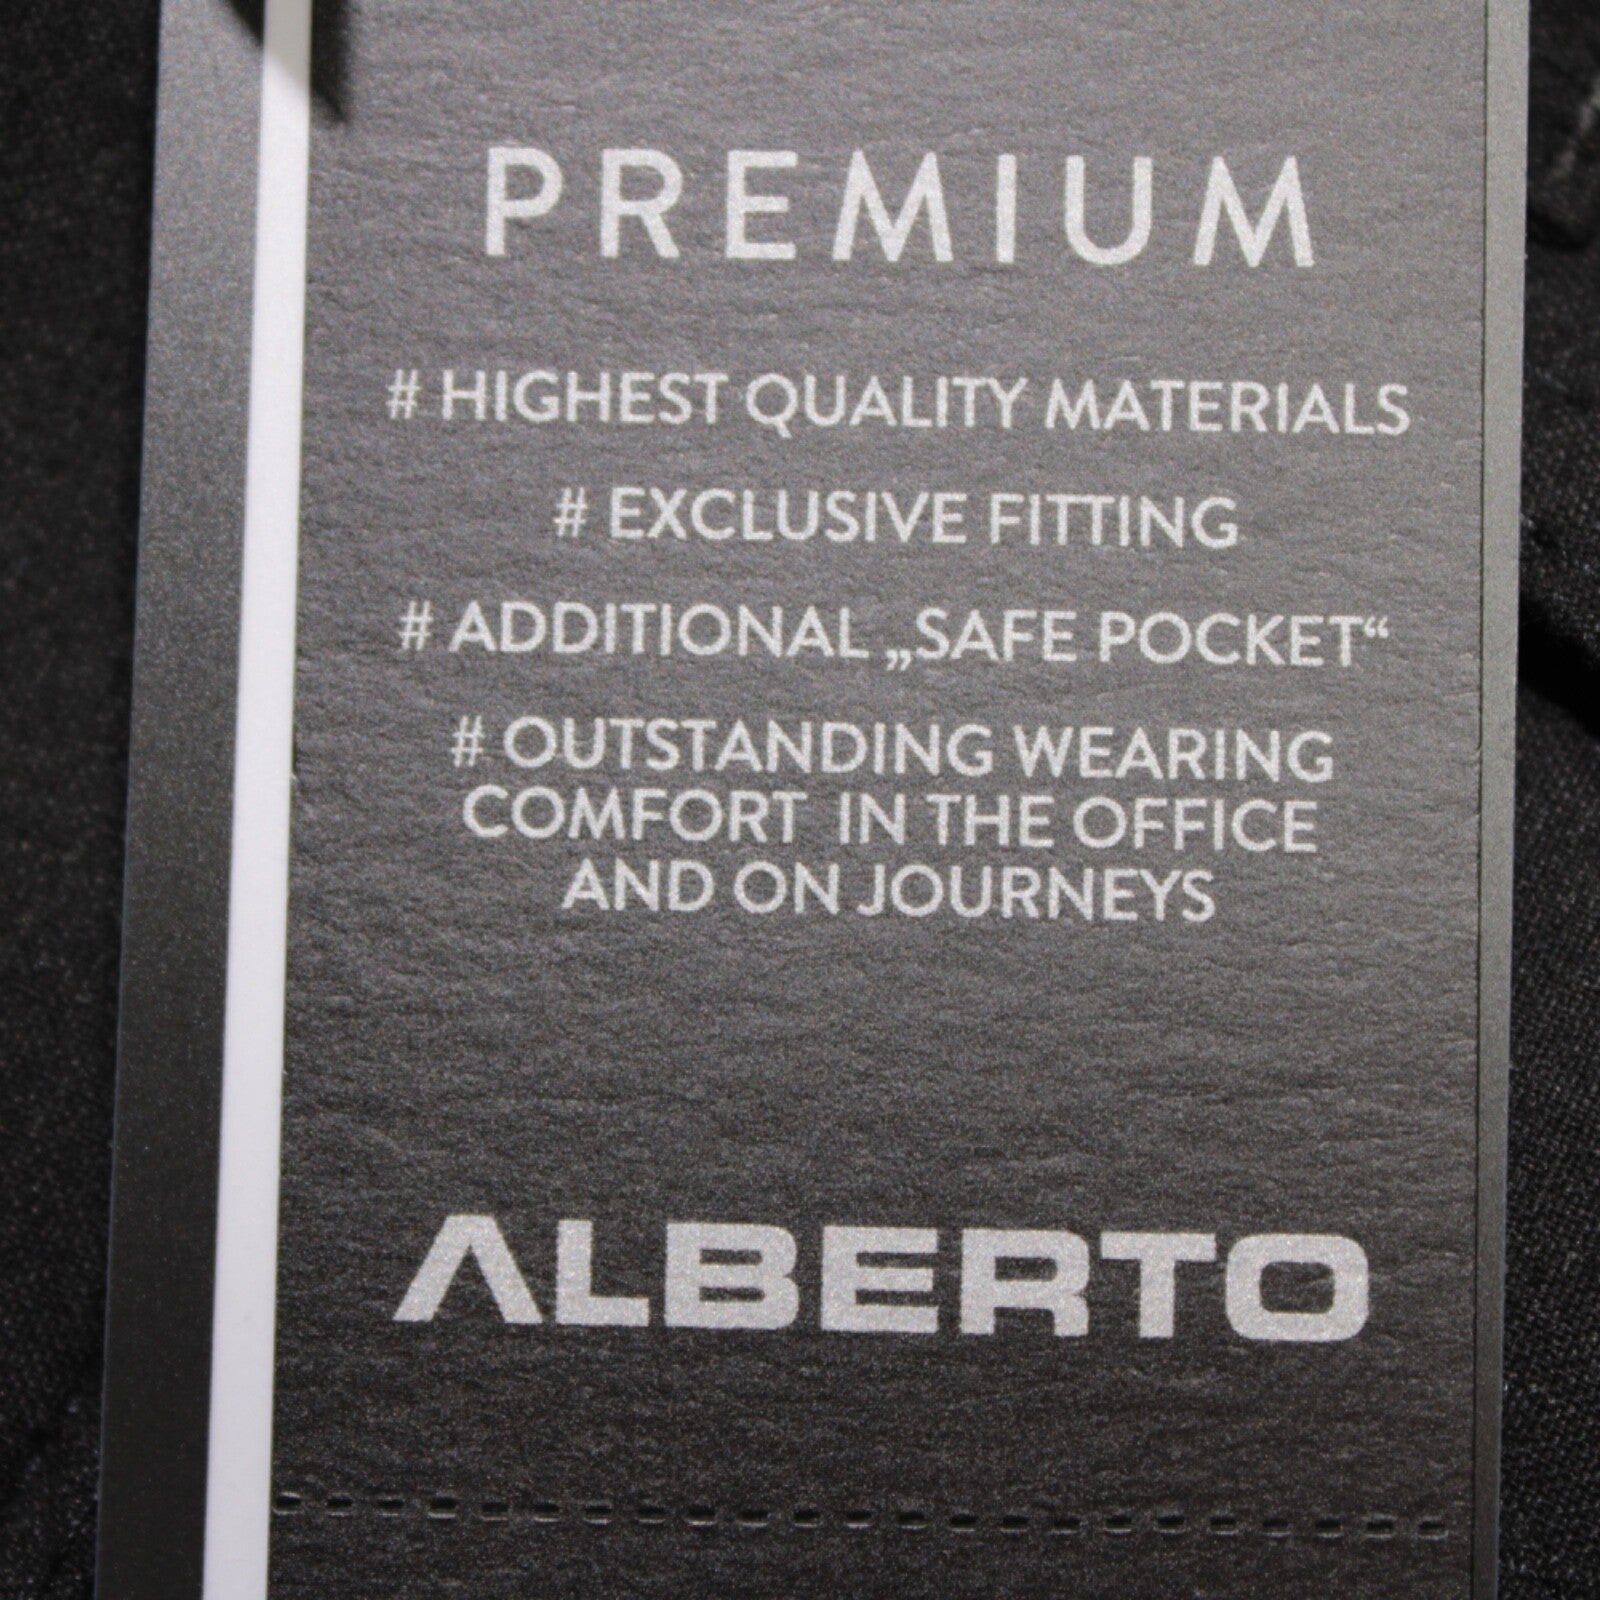 PREMIUM
# HIGHEST QUALITY MATERIALS
# EXCLUSIVE FITTING
# ADDITIONAL „SAFE POCKET“
# OUTSTANDING WEARING
COMFORT IN THE OFFICE
AND ON JOURNEYS
ALBERTO